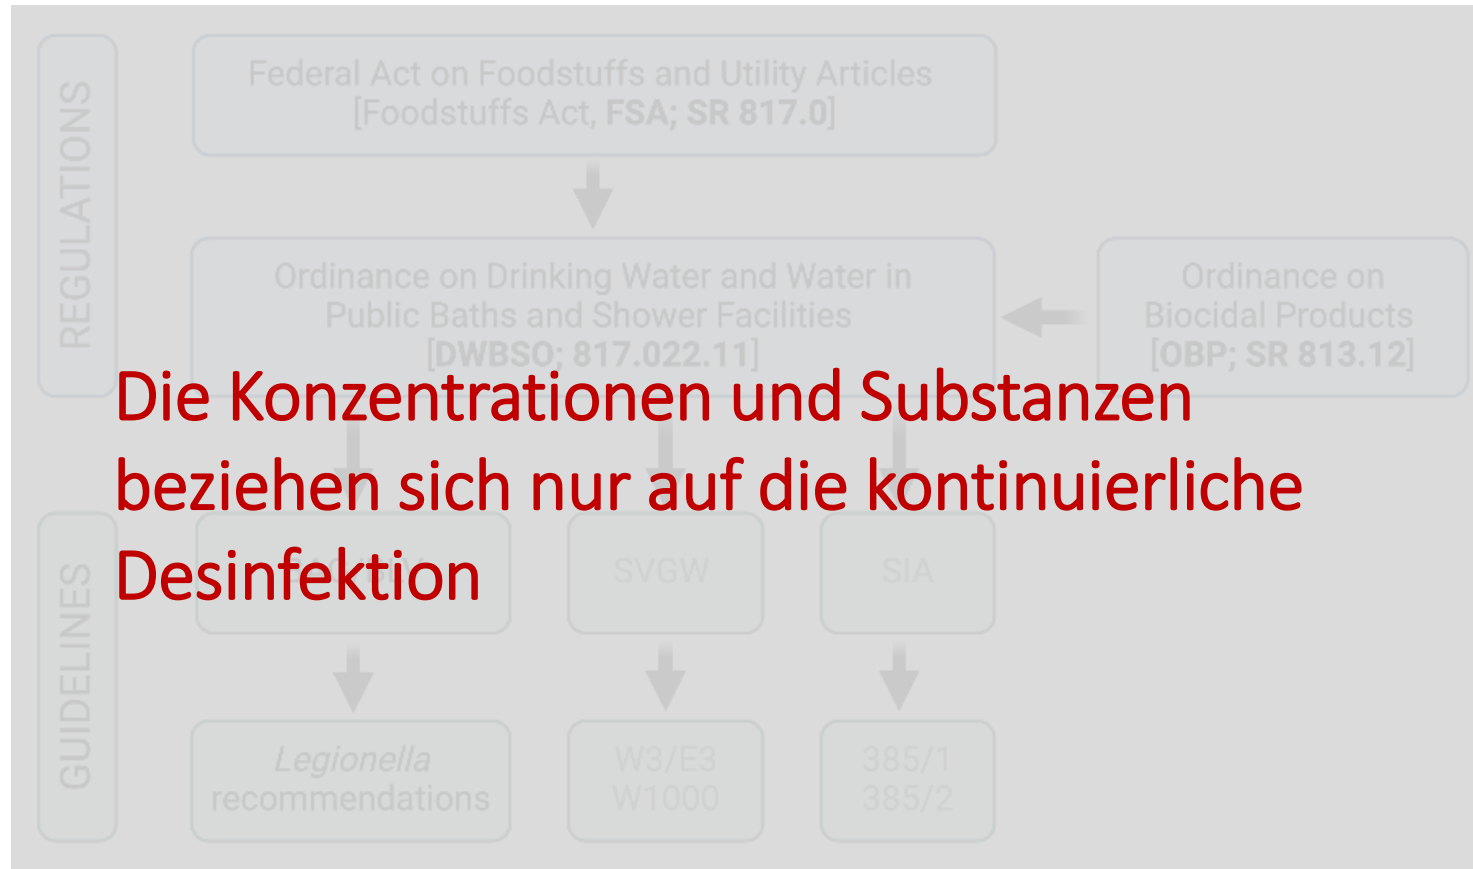 REGULATIONS
Federal Act on Foodstuffs and Utility Articles
[Foodstuffs Act, FSA; SR 817.0]
Ordinance on Drinking Water and Water in
Public Baths and Shower Facilities
[DWBSO; 817.022.11]
Ordinance on
Biocidal Products
[OBP; SR 813.12]
Die Konzentrationen und Substanzen
beziehen sich nur auf die kontinuierliche
Desinfektion
GUIDELINES
SVGW
SIA
Legionella
recommendations
W3/E3
W1000
385/1
385/2